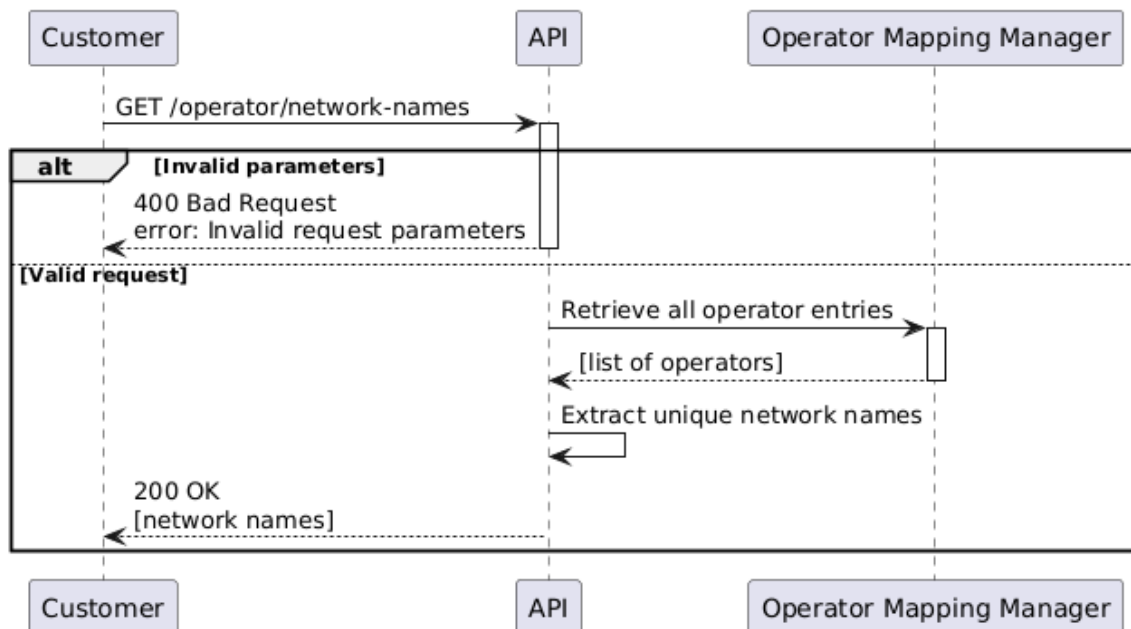 Customer
API
Operator Mapping Manager
GET /operator/network-names
alt
[Invalid parameters]
400 Bad Request
error: Invalid request parameters
[Valid request]
Retrieve all operator entries
[list of operators]
Extract unique network names
200 OK
[network names]
Customer
API
Operator Mapping Manager